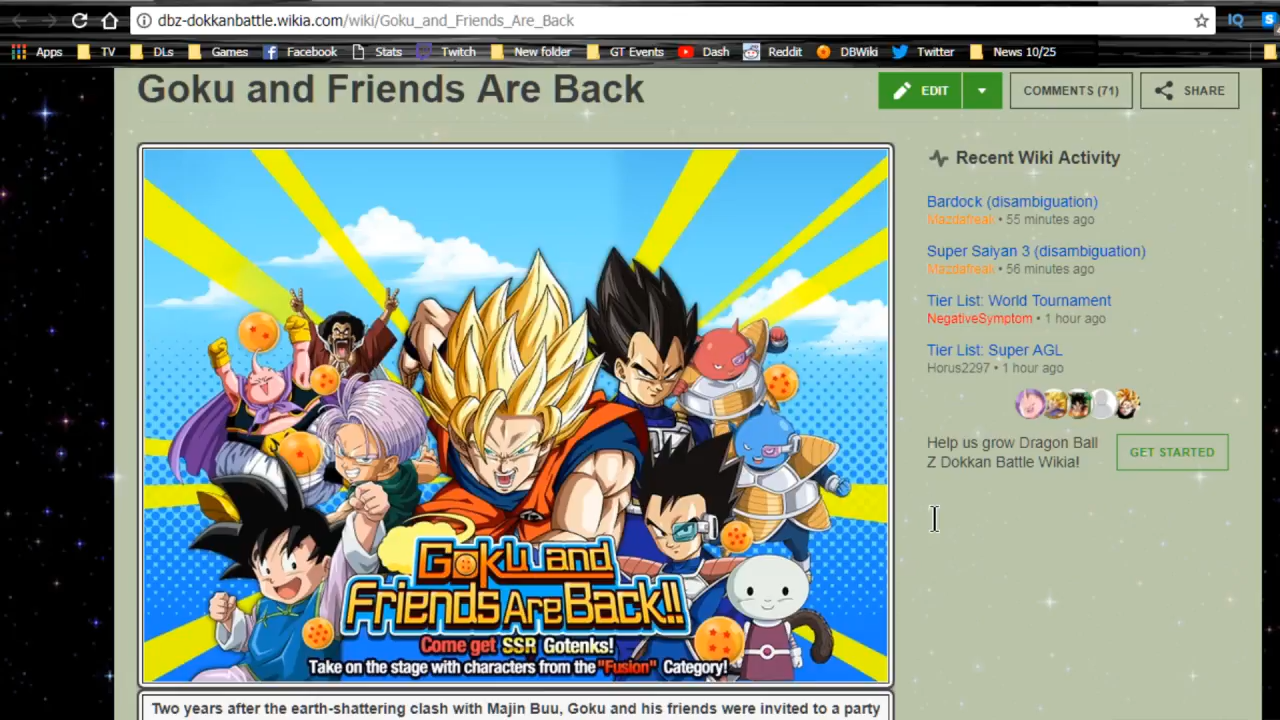 dbz-dokkanbattle.wikia.com/wiki/Goku_and_Friends_Are_Back
IQ
S
Apps TV DLs Games Facebook Stats Twitch New folder GT Events Dash Reddit DBWiki Twitter News 10/25
Goku and Friends Are Back
EDIT
COMMENTS (71)
SHARE
Recent Wiki Activity
Bardock (disambiguation)
Mazdafreak • 55 minutes ago
Super Saiyan 3 (disambiguation)
Mazdafreak • 56 minutes ago
Tier List: World Tournament
NegativeSymptom • 1 hour ago
Tier List: Super AGL
Horus2297 • 1 hour ago
Help us grow Dragon Ball
Z Dokkan Battle Wikia!
GET STARTED
Goku and
Friends Are Back!!
Come get SSR Gotenks!
Take on the stage with characters from the "Fusion" Category!
Two years after the earth-shattering clash with Majin Buu, Goku and his friends were invited to a party